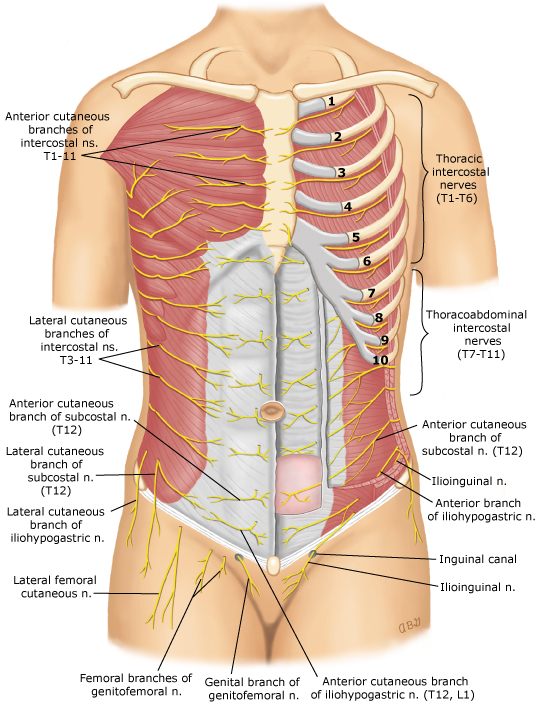 Anterior cutaneous
branches of
intercostal ns.
T1-11
Lateral cutaneous
branches of
intercostal ns.
T3-11
Anterior cutaneous
branch of subcostal n.
(T12)
Lateral cutaneous
branch of
subcostal n.
(T12)
Lateral cutaneous
branch of
iliohypogastric n.
Lateral femoral
cutaneous n.
Femoral branches of
genitofemoral n.
Genital branch of
genitofemoral n.
Anterior cutaneous branch
of iliohypogastric n. (T12, L1)
1
2
3
4
5
6
7
8
9
10
Thoracic
intercostal
nerves
(T1-T6)
Thoracoabdominal
intercostal
nerves
(T7-T11)
Anterior cutaneous
branch of
subcostal n. (T12)
Ilioinguinal n.
Anterior branch
of iliohypogastric n.
Inguinal canal
Ilioinguinal n.